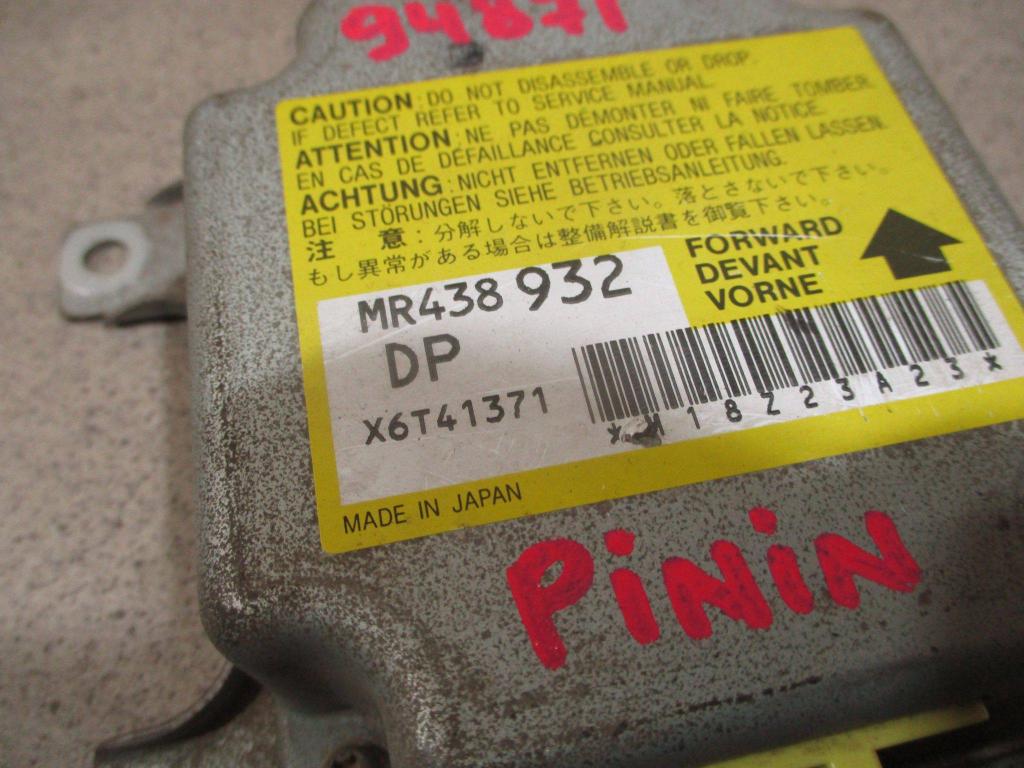 94871
CAUTION : DO NOT DISASSEMBLE OR DROP.
IF DEFECT REFER TO SERVICE MANUAL.
ATTENTION : NE PAS DÉMONTER NI FAIRE TOMBER.
EN CAS DE DÉFAILLANCE CONSULTER LA NOTICE.
ACHTUNG : NICHT ENTFERNEN ODER FALLEN LASSEN.
BEI STÖRUNGEN SIEHE BETRIEBSANLEITUNG.
注 意 : 分解しないで下さい。落とさないで下さい。
もし異常がある場合は整備解説書を御覧下さい。
FORWARD
DEVANT
VORNE
MR438932
DP
X6T41371
*M18Z23A23*
MADE IN JAPAN
PiNiN